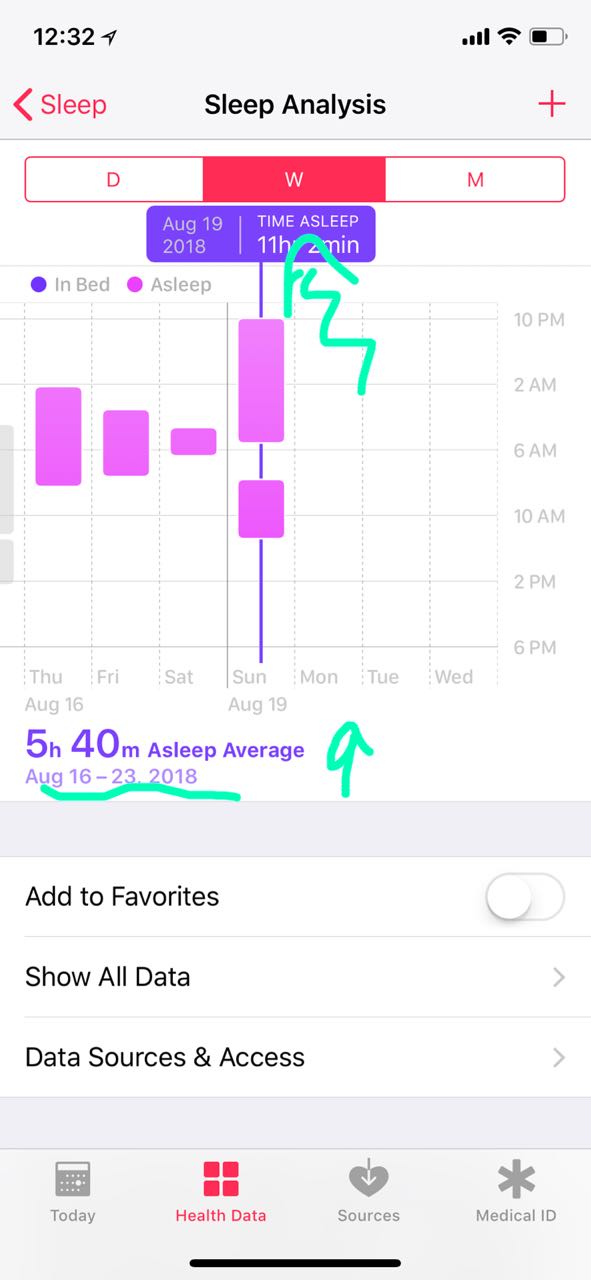 12:32
Sleep
Sleep Analysis
D
W
M
Aug 19
2018
TIME ASLEEP
11hr 2min
In Bed
Asleep
10 PM
2 AM
6 AM
10 AM
2 PM
6 PM
Thu
Fri
Sat
Sun
Mon
Tue
Wed
Aug 16
Aug 19
5h 40m Asleep Average
Aug 16 – 23, 2018
Add to Favorites
Show All Data
Data Sources & Access
Today
Health Data
Sources
Medical ID